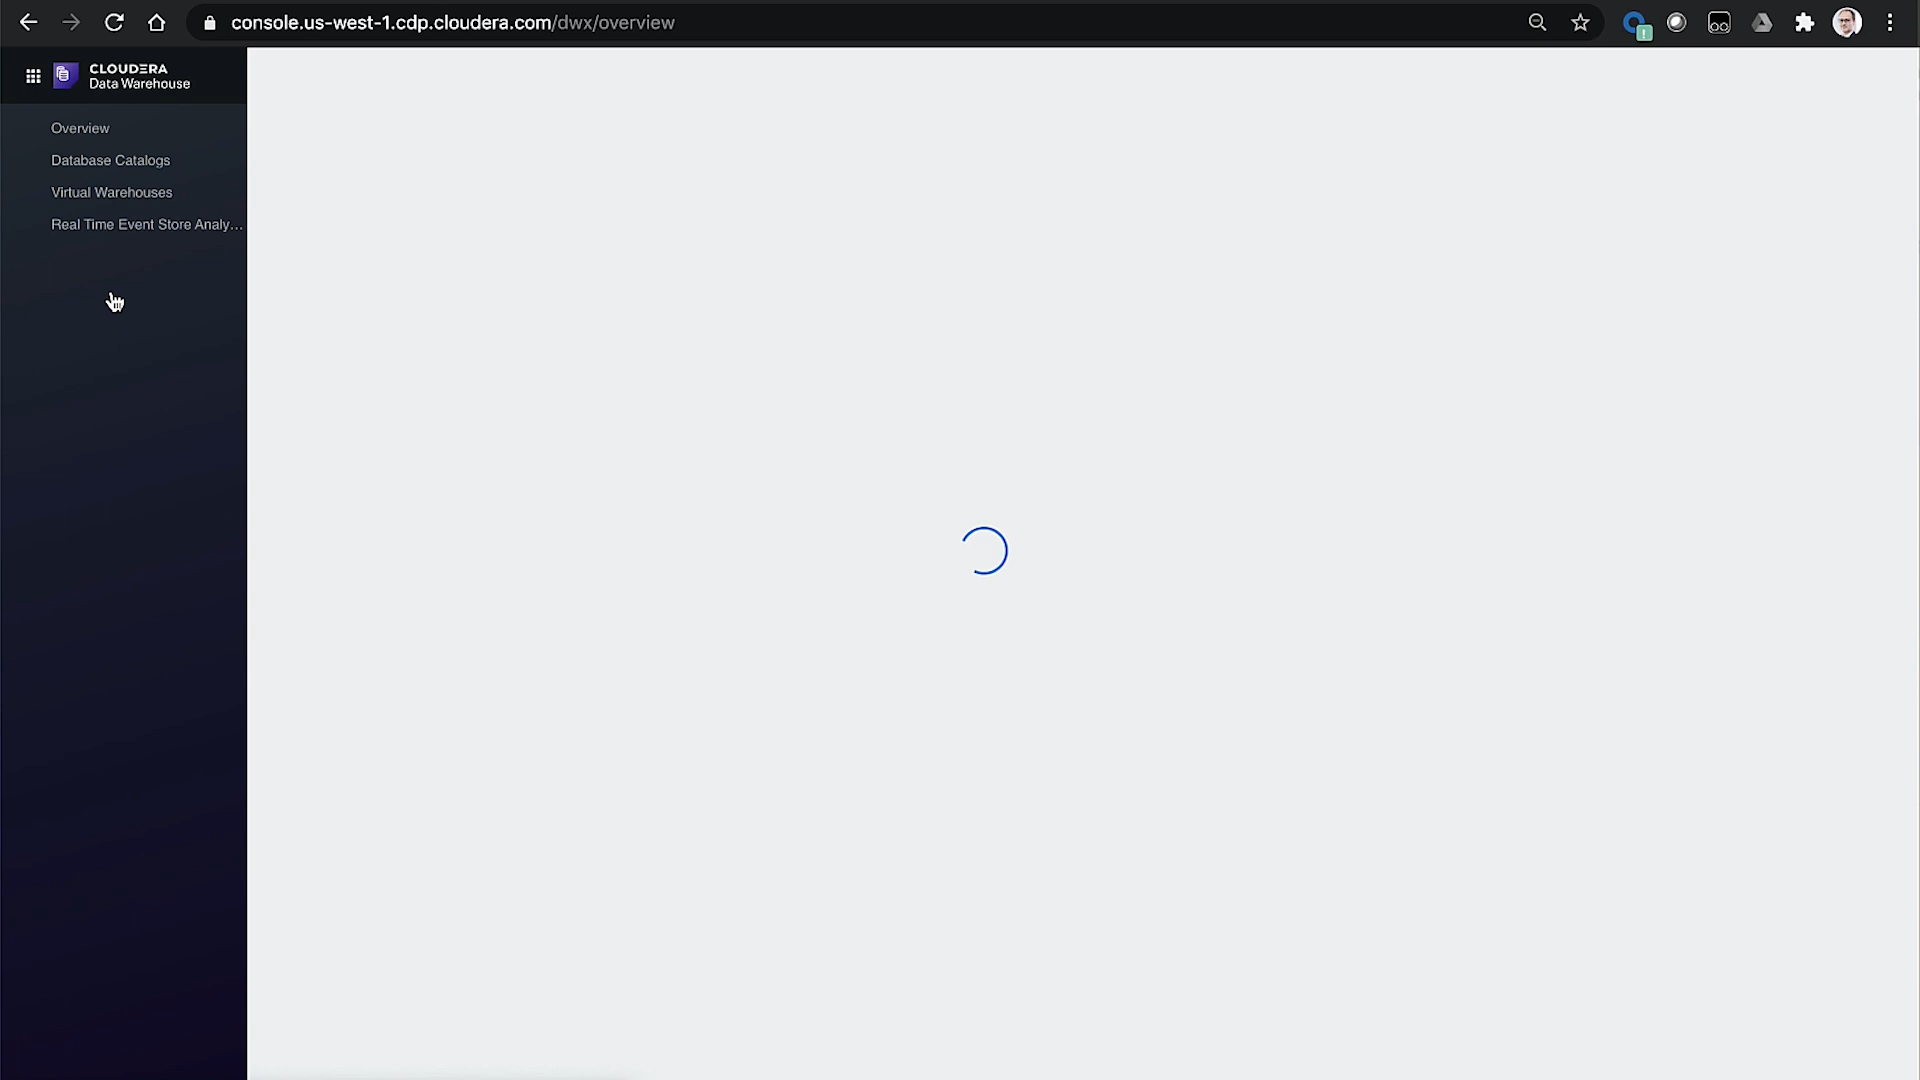 console.us-west-1.cdp.cloudera.com/dwx/overview
CLOUDERA
Data Warehouse
Overview
Database Catalogs
Virtual Warehouses
Real Time Event Store Analy...